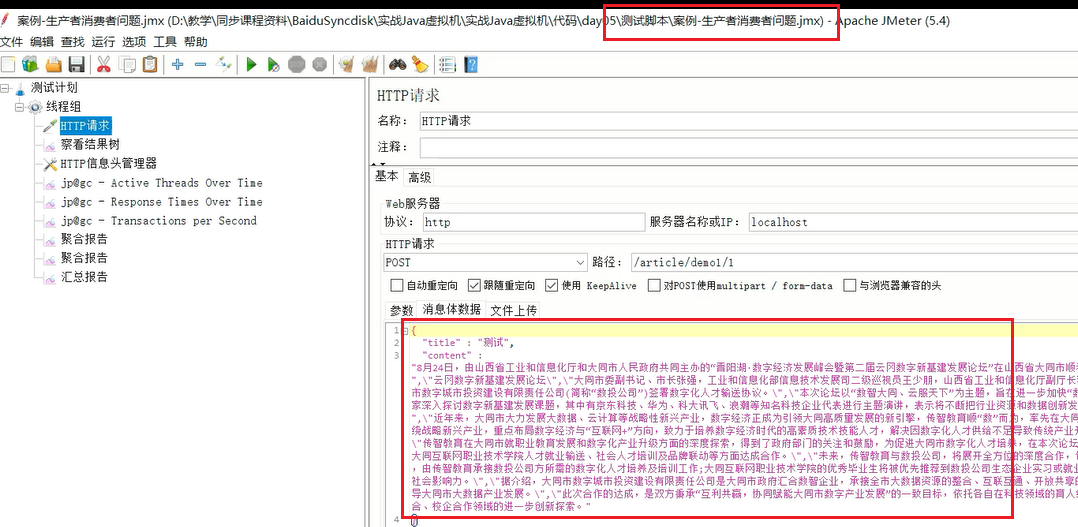 案例-生产者消费者问题.jmx (D:\教学\同步课程资料\BaiduSyncdisk\实战Java虚拟机\实战Java虚拟机\代码\day05\测试脚本\案例-生产者消费者问题.jmx) - Apache JMeter (5.4)
文件 编辑 查找 运行 选项 工具 帮助
测试计划
线程组
HTTP请求
察看结果树
HTTP信息头管理器
jp@gc - Active Threads Over Time
jp@gc - Response Times Over Time
jp@gc - Transactions per Second
聚合报告
聚合报告
汇总报告
HTTP请求
名称： HTTP请求
注释：
基本 高级
Web服务器
协议： http 服务器名称或IP： localhost
HTTP请求
POST 路径： /article/demo1/1
自动重定向 跟随重定向 使用 KeepAlive 对POST使用multipart / form-data 与浏览器兼容的头
参数 消息体数据 文件上传
1 {
2 "title" : "测试",
3 "content" :
"8月24日，由山西省工业和信息化厅和大同市人民政府共同主办的“酉阳湖·数字经济发展峰会暨第二届云冈数字新基建发展论坛”在山西省大同市顺
",\"云冈数字新基建发展论坛\",\"大同市委副书记、市长张强，工业和信息化部信息技术发展司二级巡视员王少朋，山西省工业和信息化厅副厅长
市数字城市投资建设有限责任公司(简称“数投公司”)签署数字化人才输送协议。\",\"本次论坛以“数智大同、云服天下”为主题，旨在进一步加快“数
家深入探讨数字新基建发展课题，其中有京东科技、华为、科大讯飞、浪潮等知名科技企业代表进行主题演讲，表示将不断把行业资源和数据创新发
",\"近年来，大同市大力发展大数据、云计算等战略性新兴产业，数字经济正成为引领大同高质量发展的新引擎，传智教育顺“数”而为，率先在大同
绕战略新兴产业，重点布局数字经济与“互联网+”方向，致力于培养数字经济时代的高素质技术技能人才，解决因数字化人才供给不足导致传统产业升
\"传智教育在大同市就职业教育发展和数字化产业升级方面的深度探索，得到了政府部门的关注和鼓励，为促进大同市数字化人才培养，在本次论坛
大同互联网职业技术学院人才就业输送、社会人才培训及品牌联动等方面达成合作。\",\"未来，传智教育与数投公司，将展开全方位的深度合作，
，由传智教育承接数投公司方所需的数字化人才培养及培训工作;大同互联网职业技术学院的优秀毕业生将被优先推荐到数投公司生态企业实习或就业
社会影响力。\",\"据介绍，大同市数字城市投资建设有限责任公司是大同市政府汇合数智企业，承接全市大数据资源的整合、互联互通、开放共享的
导大同市大数据产业发展。\",\"此次合作的达成，是双方秉承“互利共赢，协同赋能大同市数字产业发展”的一致目标，依托各自在科技领域的育人经
合、校企合作领域的进一步创新探索。"
4 }